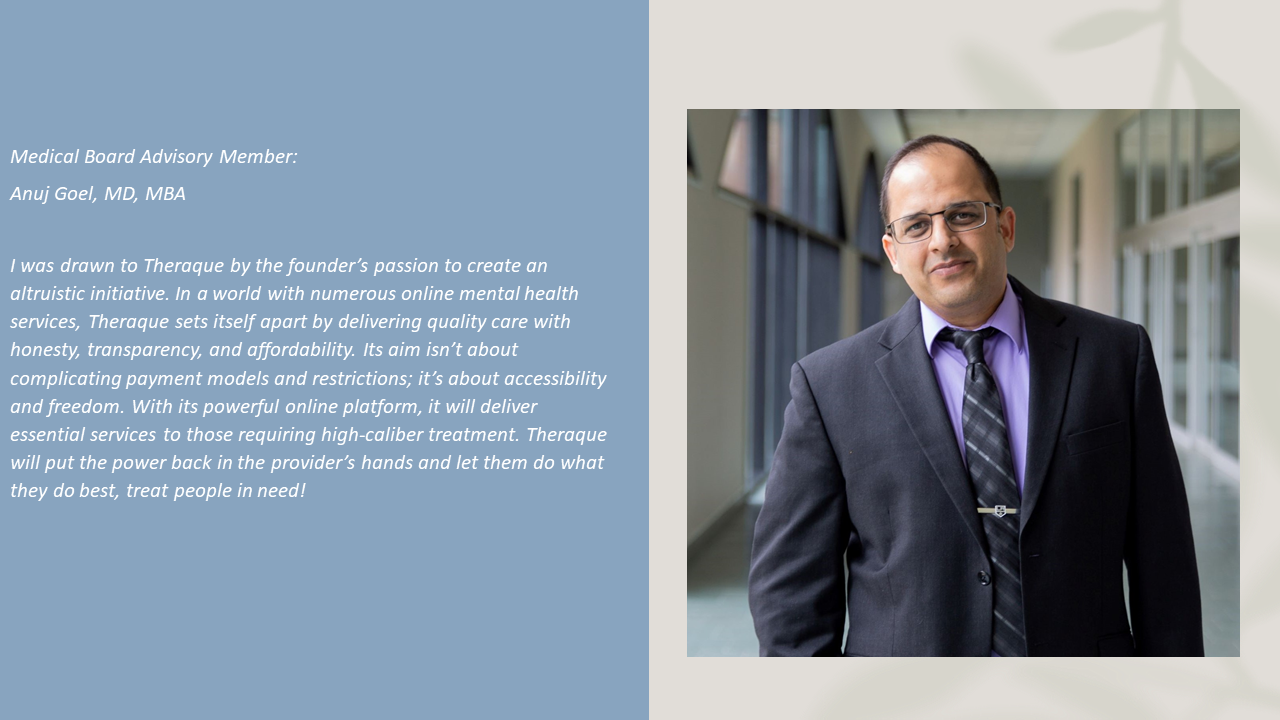 Medical Board Advisory Member:
Anuj Goel, MD, MBA
I was drawn to Theraque by the founder’s passion to create an
altruistic initiative. In a world with numerous online mental health
services, Theraque sets itself apart by delivering quality care with
honesty, transparency, and affordability. Its aim isn’t about
complicating payment models and restrictions; it’s about accessibility
and freedom. With its powerful online platform, it will deliver
essential services to those requiring high-caliber treatment. Theraque
will put the power back in the provider’s hands and let them do what
they do best, treat people in need!